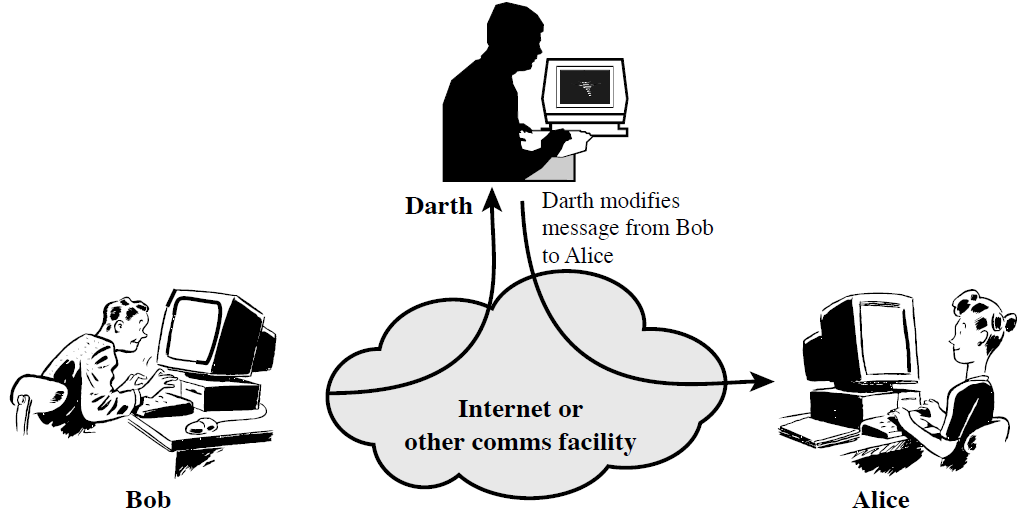 Darth
Darth modifies
message from Bob
to Alice
Internet or
other comms facility
Bob
Alice